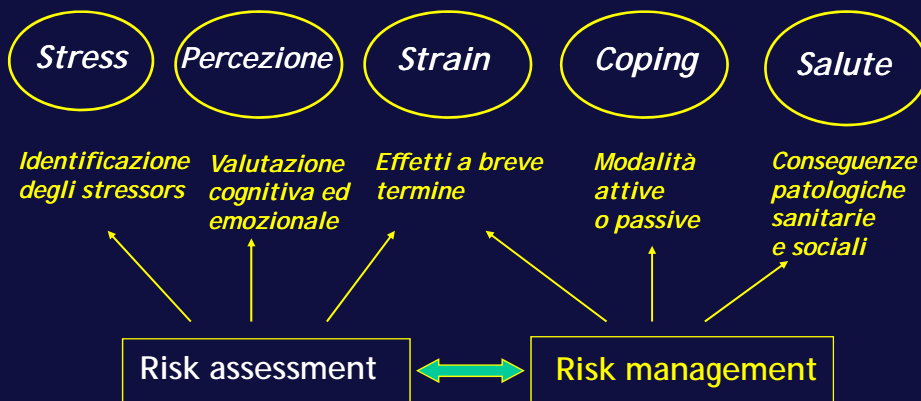 Stress
Percezione
Strain
Coping
Salute
Identificazione
degli stressors
Valutazione
cognitiva ed
emozionale
Effetti a breve
termine
Modalità
attive
o passive
Conseguenze
patologiche
sanitarie
e sociali
Risk assessment
Risk management